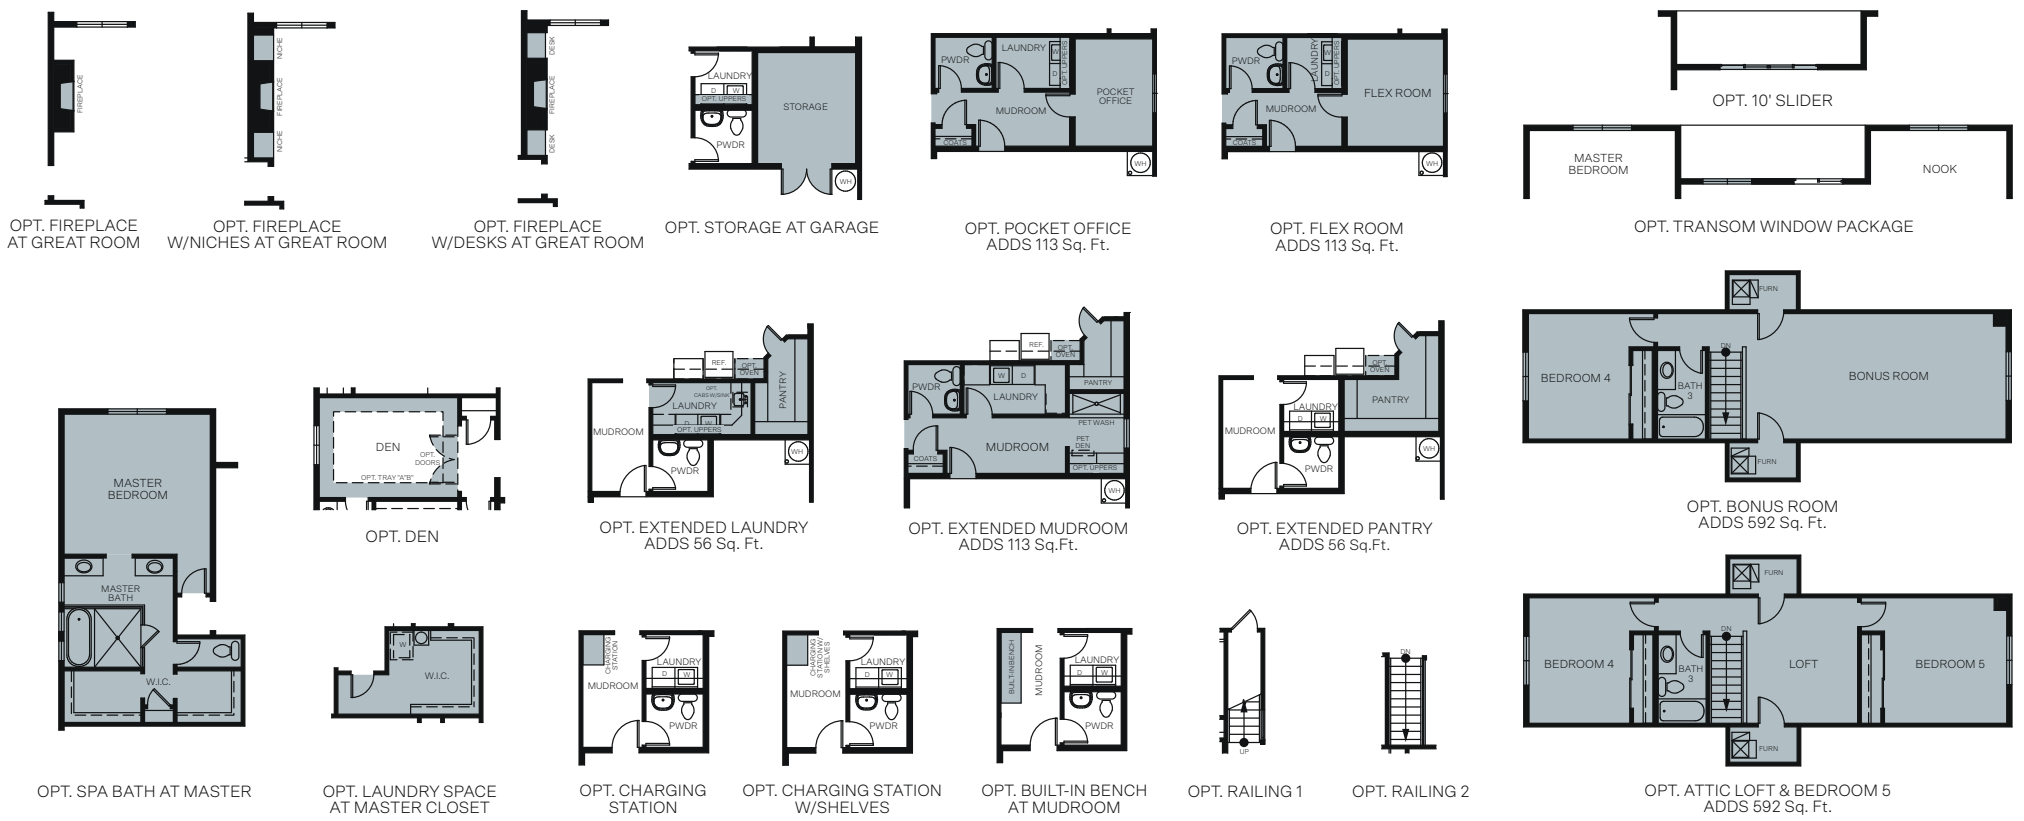 NICHE
FIREPLACE
NICHE
FIREPLACE
DESK
FIREPLACE
DESK
LAUNDRY
D W
OPT. UPPERS
PWDR
STORAGE
WH
PWDR
LAUNDRY
W
D
OPT. UPPERS
MUDROOM
COATS
POCKET
OFFICE
WH
PWDR
LAUNDRY
W
D
OPT. UPPERS
MUDROOM
COATS
FLEX ROOM
WH
OPT. 10' SLIDER
MASTER
BEDROOM
NOOK
OPT. FIREPLACE
AT GREAT ROOM
OPT. FIREPLACE
W/NICHES AT GREAT ROOM
OPT. FIREPLACE
W/DESKS AT GREAT ROOM
OPT. STORAGE AT GARAGE
OPT. POCKET OFFICE
ADDS 113 Sq. Ft.
OPT. FLEX ROOM
ADDS 113 Sq. Ft.
OPT. TRANSOM WINDOW PACKAGE
MASTER
BEDROOM
MASTER
BATH
W.I.C.
DEN
OPT.
DOORS
OPT. TRAY "A"B"
OPT. DEN
REF.
OPT.
OVEN
OPT.
CABS W/SINK
LAUNDRY
D W
OPT. UPPERS
PANTRY
MUDROOM
PWDR
WH
OPT. EXTENDED LAUNDRY
ADDS 56 Sq. Ft.
REF.
OPT.
OVEN
PWDR
W D
LAUNDRY
PANTRY
PET WASH
MUDROOM
PET
DEN
COATS
OPT. UPPERS
WH
OPT. EXTENDED MUDROOM
ADDS 113 Sq.Ft.
OPT.
OVEN
LAUNDRY
D W
PANTRY
MUDROOM
PWDR
WH
OPT. EXTENDED PANTRY
ADDS 56 Sq.Ft.
FURN
BEDROOM 4
BATH
3
DN
BONUS ROOM
FURN
OPT. BONUS ROOM
ADDS 592 Sq. Ft.
W
W.I.C.
CHARGING
STATION
LAUNDRY
D W
MUDROOM
PWDR
CHARGING
STATION W/
SHELVES
LAUNDRY
D W
MUDROOM
PWDR
BUILT-IN BENCH
MUDROOM
LAUNDRY
D W
PWDR
UP
DN
FURN
BEDROOM 4
BATH
3
DN
LOFT
BEDROOM 5
FURN
OPT. SPA BATH AT MASTER
OPT. LAUNDRY SPACE
AT MASTER CLOSET
OPT. CHARGING
STATION
OPT. CHARGING STATION
W/SHELVES
OPT. BUILT-IN BENCH
AT MUDROOM
OPT. RAILING 1
OPT. RAILING 2
OPT. ATTIC LOFT & BEDROOM 5
ADDS 592 Sq. Ft.